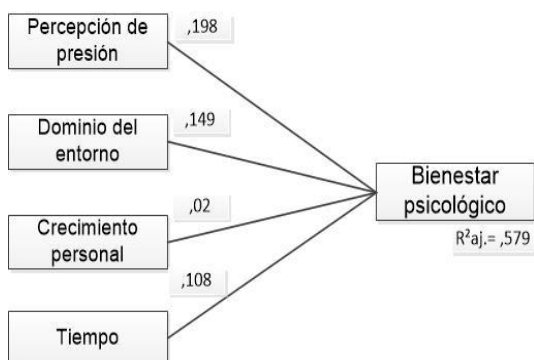 Percepción de
presión
,198
Dominio del
entorno
,149
Crecimiento
personal
,02
Tiempo
,108
Bienestar
psicológico
R²aj.= ,579